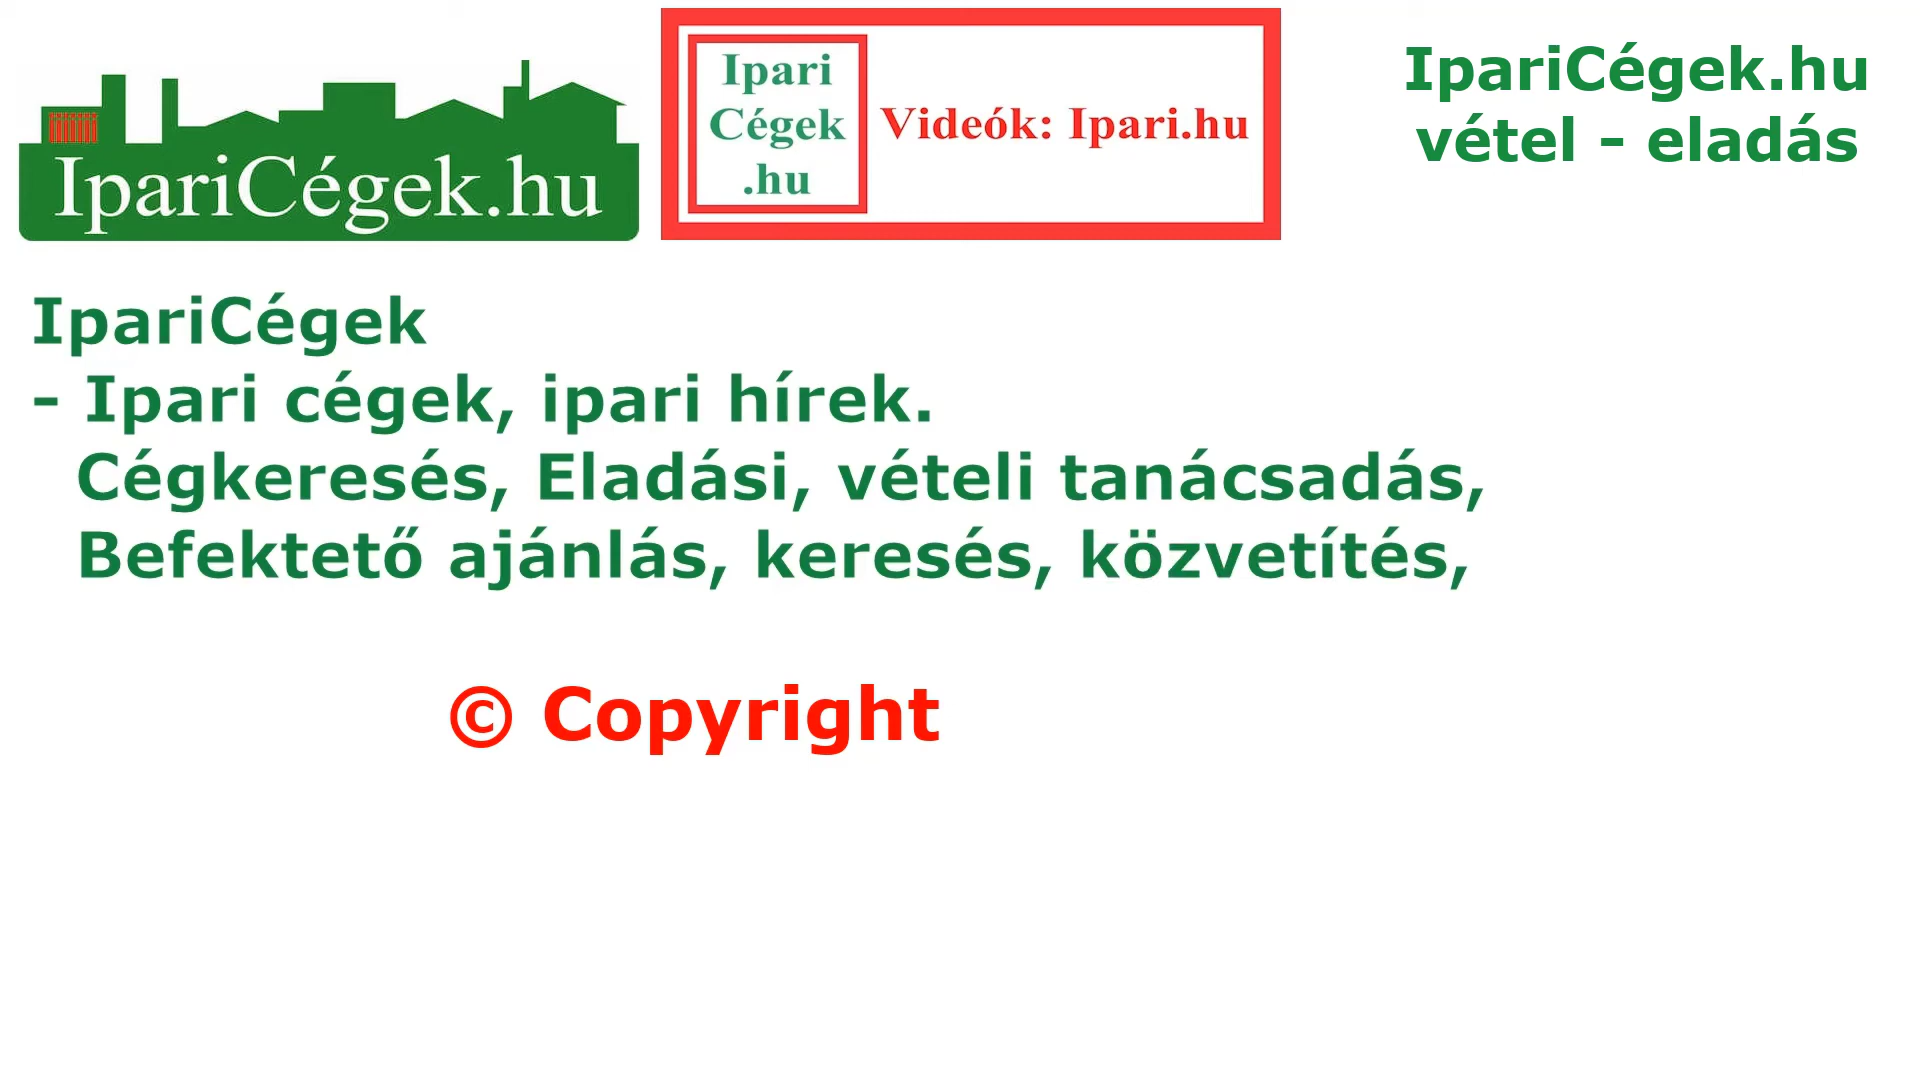 IpariCégek.hu
Ipari
Cégek
.hu
Videók: Ipari.hu
IpariCégek.hu
vétel - eladás
IpariCégek
- Ipari cégek, ipari hírek.
Cégkeresés, Eladási, vételi tanácsadás,
Befektető ajánlás, keresés, közvetítés,
© Copyright